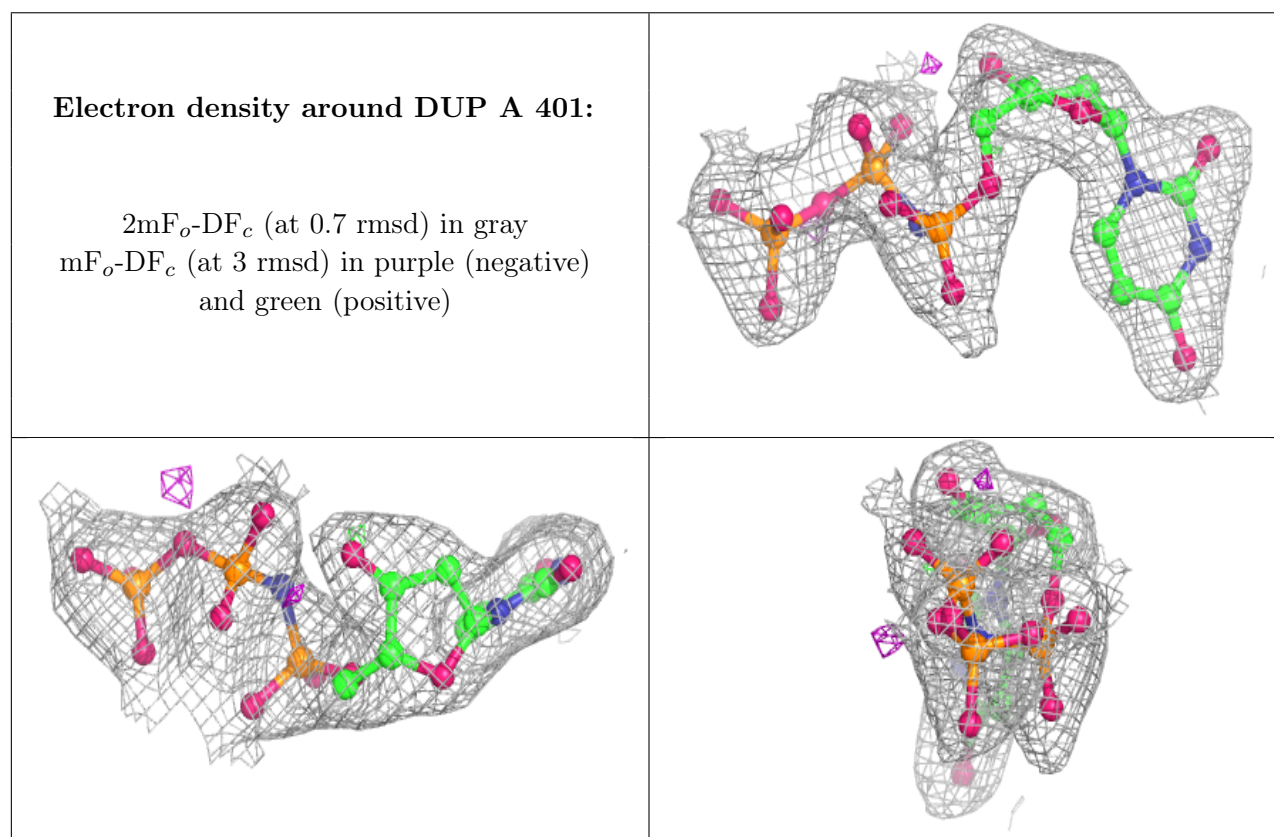 Electron density around DUP A 401:
2mFo-DFc (at 0.7 rmsd) in gray
mFo-DFc (at 3 rmsd) in purple (negative)
and green (positive)